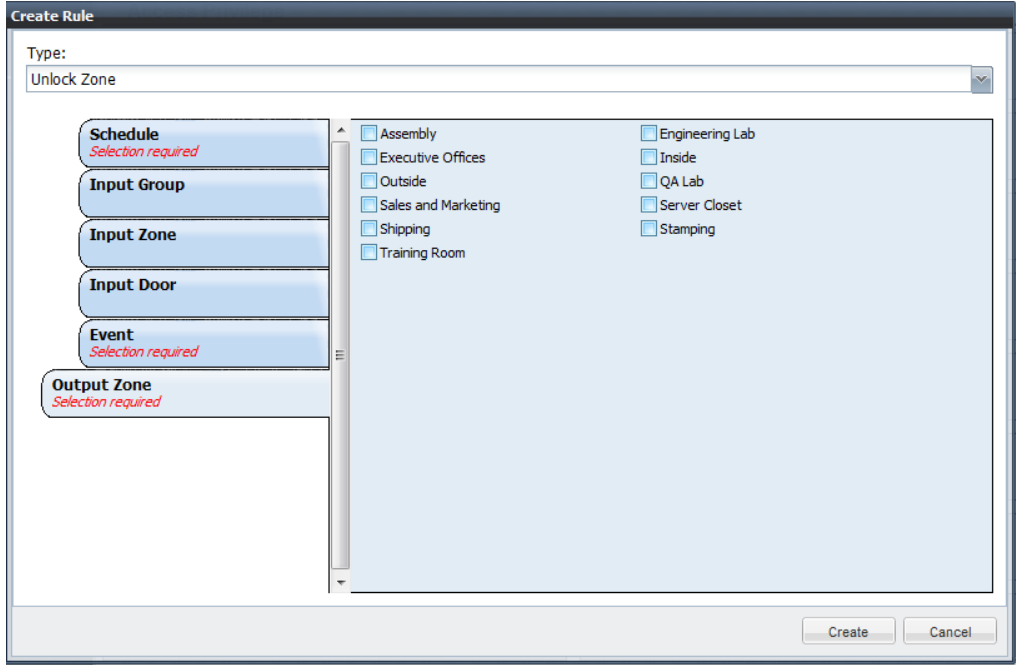 Create Rule
Type:
Unlock Zone
Schedule
Selection required
Input Group
Input Zone
Input Door
Event
Selection required
Output Zone
Selection required
Assembly
Engineering Lab
Executive Offices
Inside
Outside
QA Lab
Sales and Marketing
Server Closet
Shipping
Stamping
Training Room
Create
Cancel